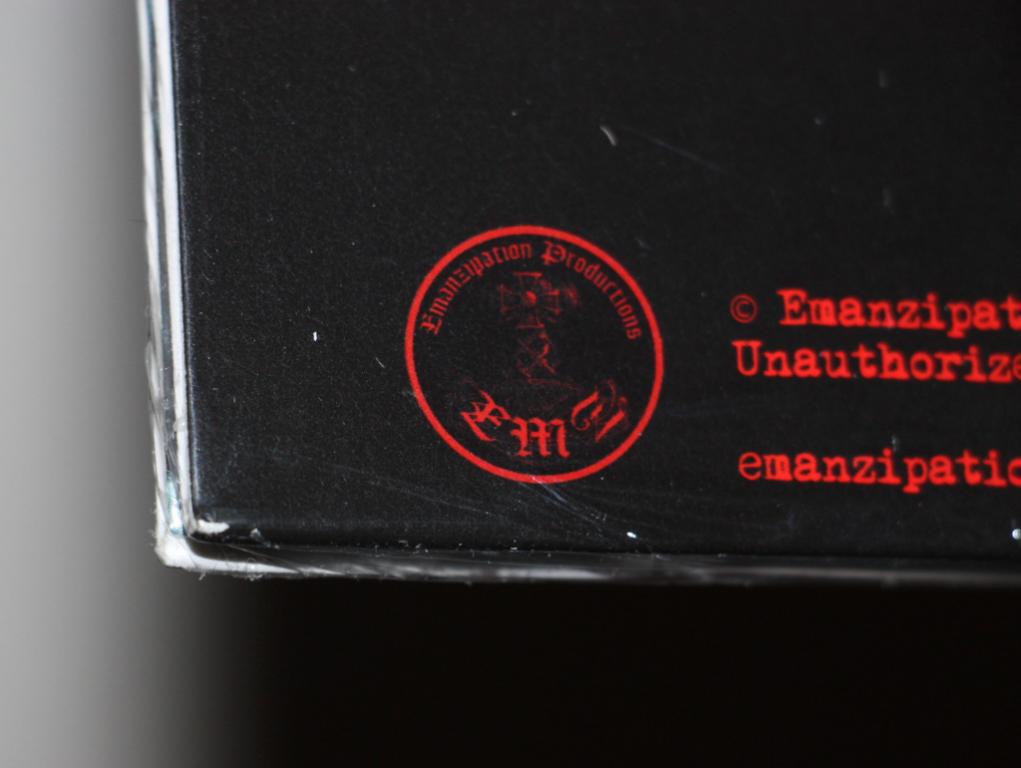 Emanzipation Productions
EMP
© Emanzipat
Unauthorize
emanzipatio